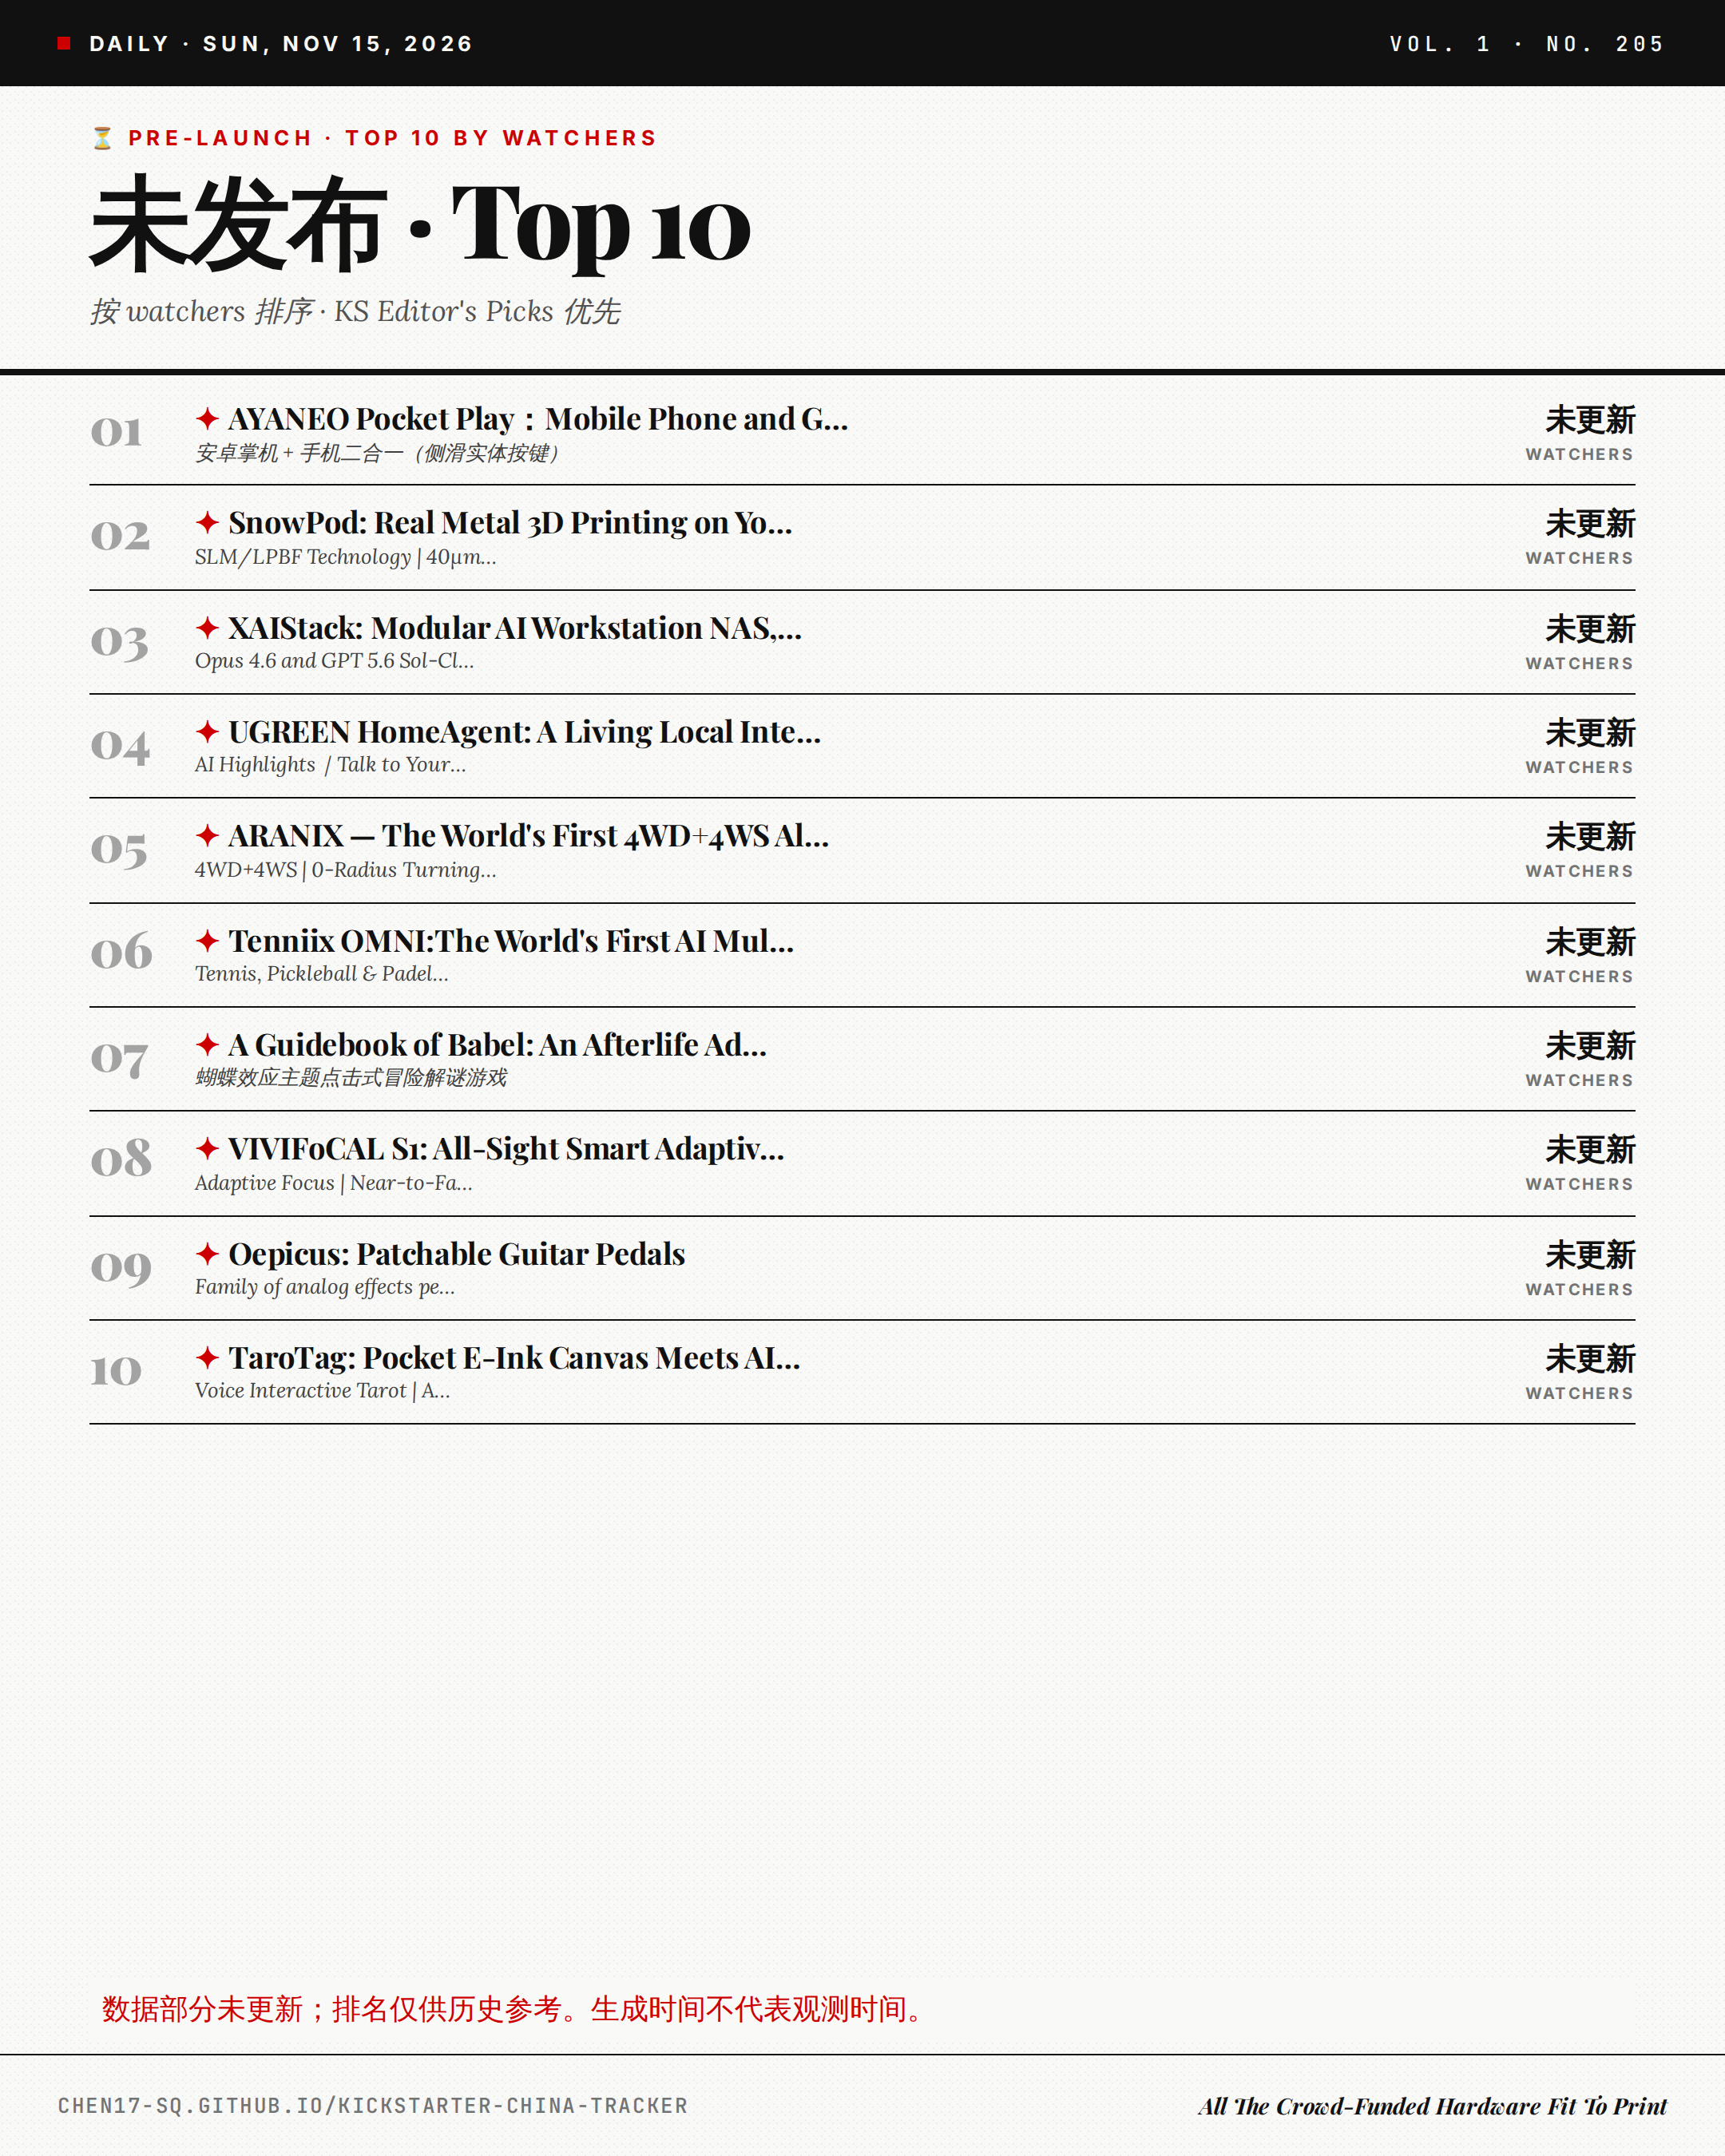 DAILY · SUN, NOV 15, 2026
VOL. 1 · NO. 205
⏳ PRE-LAUNCH · TOP 10 BY WATCHERS
未发布 · Top 10
按 watchers 排序 · KS Editor's Picks 优先
01
✦ AYANEO Pocket Play：Mobile Phone and G...
安卓掌机 + 手机二合一（侧滑实体按键）
未更新
WATCHERS
02
✦ SnowPod: Real Metal 3D Printing on Yo...
SLM/LPBF Technology | 40μm...
未更新
WATCHERS
03
✦ XAIStack: Modular AI Workstation NAS,...
Opus 4.6 and GPT 5.6 Sol-Cl...
未更新
WATCHERS
04
✦ UGREEN HomeAgent: A Living Local Inte...
AI Highlights / Talk to Your...
未更新
WATCHERS
05
✦ ARANIX — The World's First 4WD+4WS Al...
4WD+4WS | 0-Radius Turning...
未更新
WATCHERS
06
✦ Tenniix OMNI:The World's First AI Mul...
Tennis, Pickleball & Padel...
未更新
WATCHERS
07
✦ A Guidebook of Babel: An Afterlife Ad...
蝴蝶效应主题点击式冒险解谜游戏
未更新
WATCHERS
08
✦ VIVIFoCAL S1: All-Sight Smart Adaptiv...
Adaptive Focus | Near-to-Fa...
未更新
WATCHERS
09
✦ Oepicus: Patchable Guitar Pedals
Family of analog effects pe...
未更新
WATCHERS
10
✦ TaroTag: Pocket E-Ink Canvas Meets AI...
Voice Interactive Tarot | A...
未更新
WATCHERS
数据部分未更新；排名仅供历史参考。生成时间不代表观测时间。
CHEN17-SQ.GITHUB.IO/KICKSTARTER-CHINA-TRACKER
All The Crowd-Funded Hardware Fit To Print